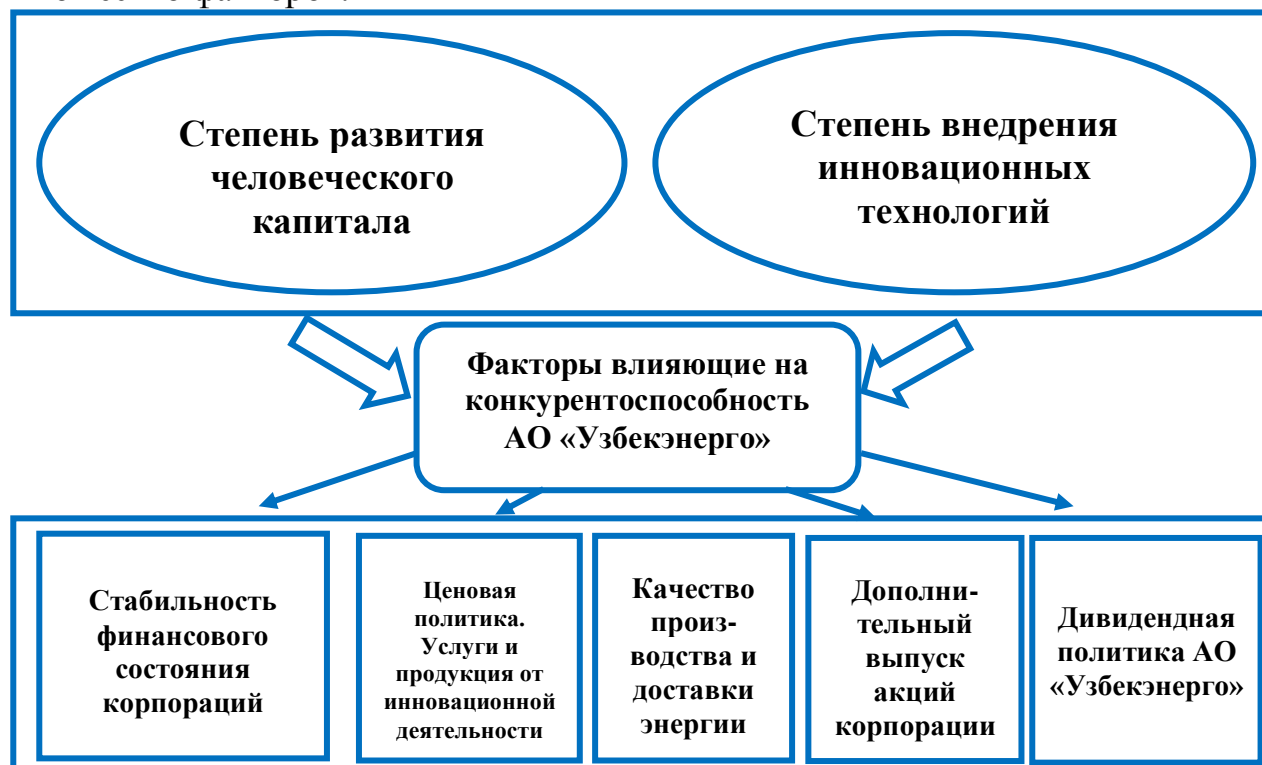 Степень развития
человеческого
капитала
Степень внедрения
инновационных
технологий
Факторы влияющие на
конкурентоспособность
АО «Узбекэнерго»
Стабильность
финансового
состояния
корпораций
Ценовая
политика.
Услуги и
продукция от
инновационной
деятельности
Качество
произ-
водства и
доставки
энергии
Дополни-
тельный
выпуск
акций
корпорации
Дивидендная
политика АО
«Узбекэнерго»